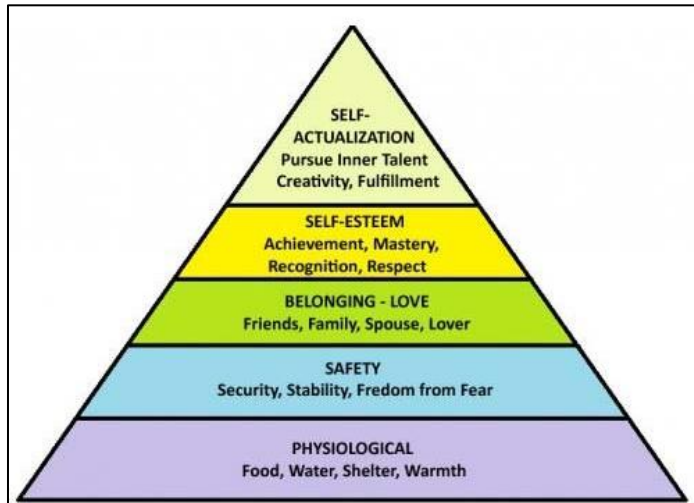 SELF-
ACTUALIZATION
Pursue Inner Talent
Creativity, Fulfillment
SELF-ESTEEM
Achievement, Mastery,
Recognition, Respect
BELONGING - LOVE
Friends, Family, Spouse, Lover
SAFETY
Security, Stability, Fredom from Fear
PHYSIOLOGICAL
Food, Water, Shelter, Warmth